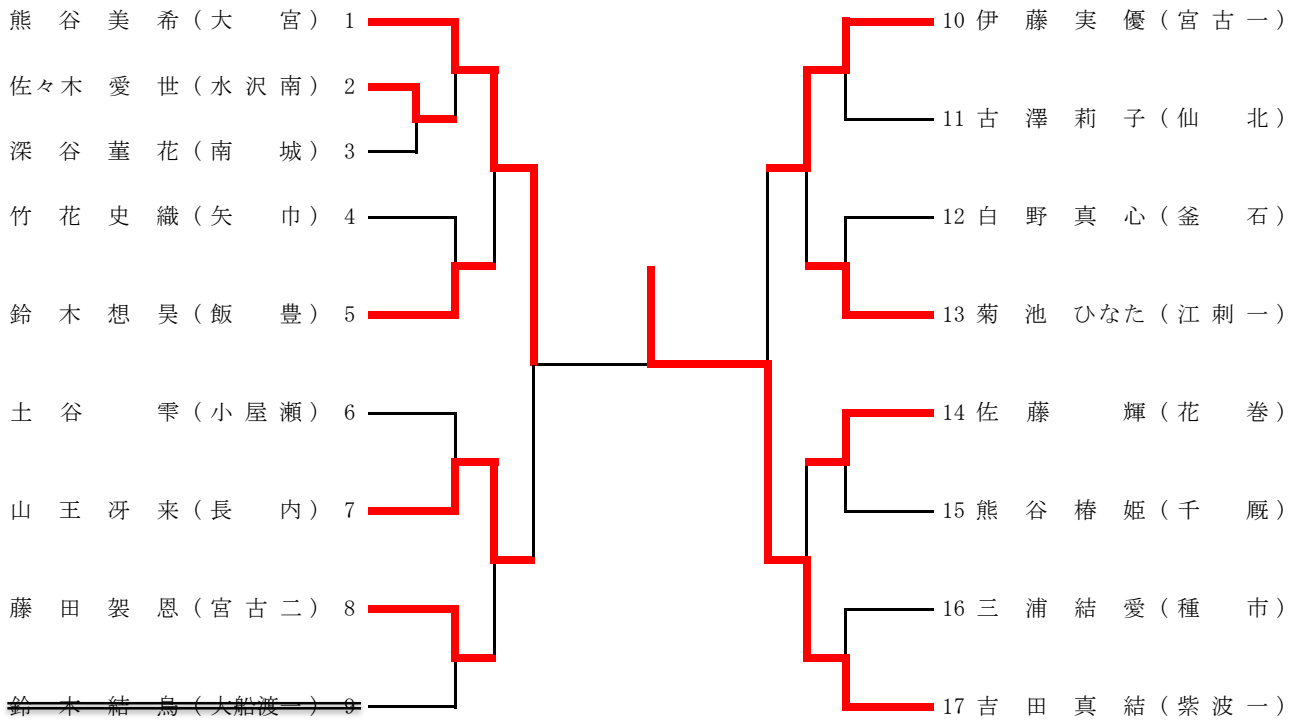 熊谷美希(大宮) 1
佐々木愛世(水沢南) 2
深谷菫花(南城) 3
竹花史織(矢巾) 4
鈴木想昊(飯豊) 5
土谷雫(小屋瀬) 6
山王冴来(長内) 7
藤田袈恩(宮古二) 8
鈴木結鳥(大船渡一) 9
10 伊藤実優(宮古一)
11 古澤莉子(仙北)
12 白野真心(釜石)
13 菊池ひなた(江刺一)
14 佐藤輝(花巻)
15 熊谷椿姫(千厩)
16 三浦結愛(種市)
17 吉田真結(紫波一)